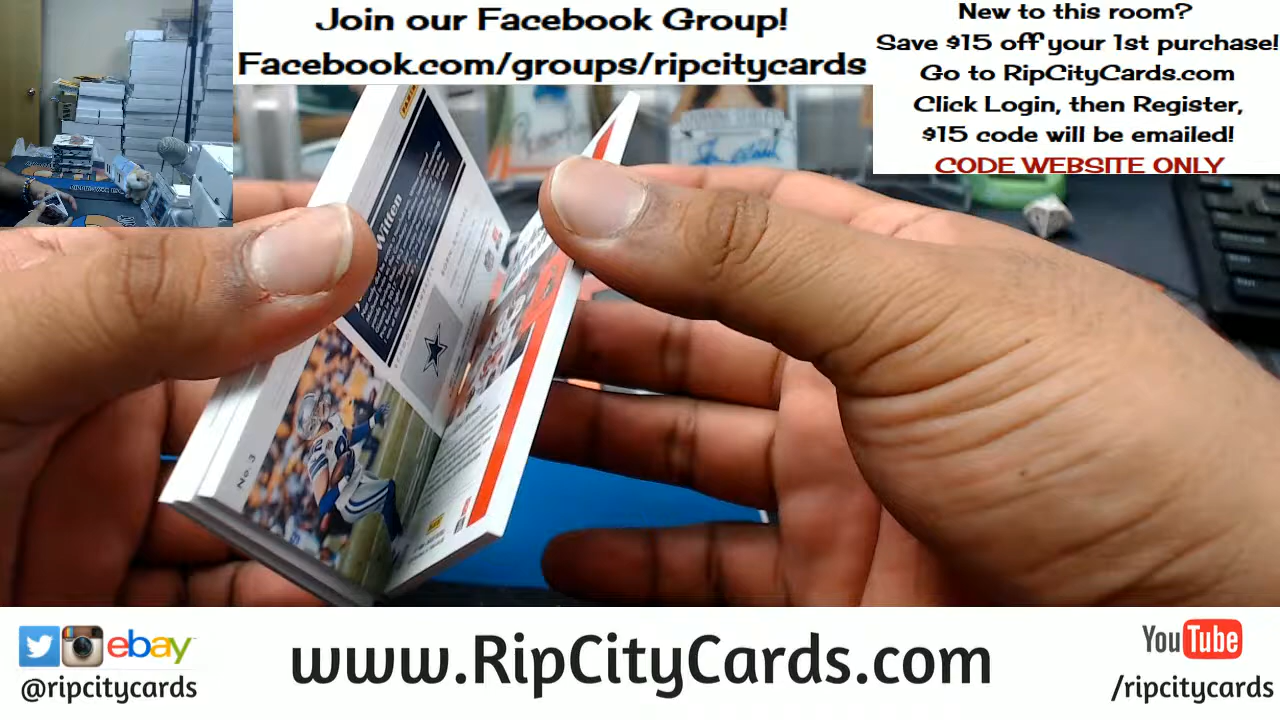 Join our Facebook Group!
Facebook.com/groups/ripcitycards
New to this room?
Save $15 off your 1st purchase!
Go to RipCityCards.com
Click Login, then Register,
$15 code will be emailed!
CODE WEBSITE ONLY
Witten
No. 3
ebay
@ripcitycards
www.RipCityCards.com
YouTube
/ripcitycards